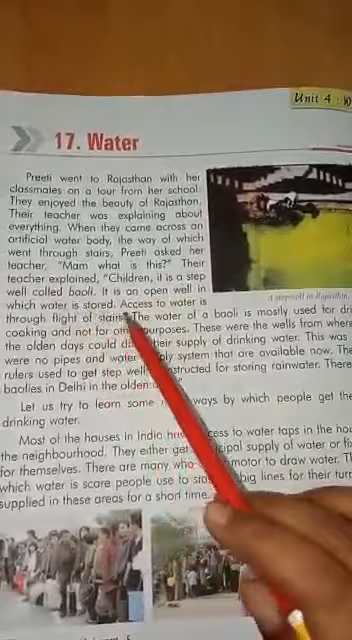 Unit 4 :
17. Water
Preeti went to Rajasthan with her
classmates on a tour from her school.
They enjoyed the beauty of Rajasthan.
Their teacher was explaining about
everything. When they came across an
artificial water body, the way of which
went through stairs, Preeti asked her
teacher, "Mam what is this?" Their
teacher explained, "Children, it is a step
well called baoli. It is an open well in
which water is stored. Access to water is
A stepwell in Rajasthan
through flight of stairs. The water of a baoli is mostly used for
cooking and not for purposes. These were the wells from where
the olden days could their supply of drinking water. This was
were no pipes and water system that are available now. The
rulers used to get step well for storing rainwater. There
baolies in Delhi in the olden
Let us try to learn some ways by which people get the
drinking water.
Most of the houses in India access to water taps in the
the neighbourhood. They either get supply of water or
for themselves. There are many motor to draw water.
which water is scare people use to big lines for their
supplied in these areas for a short time.